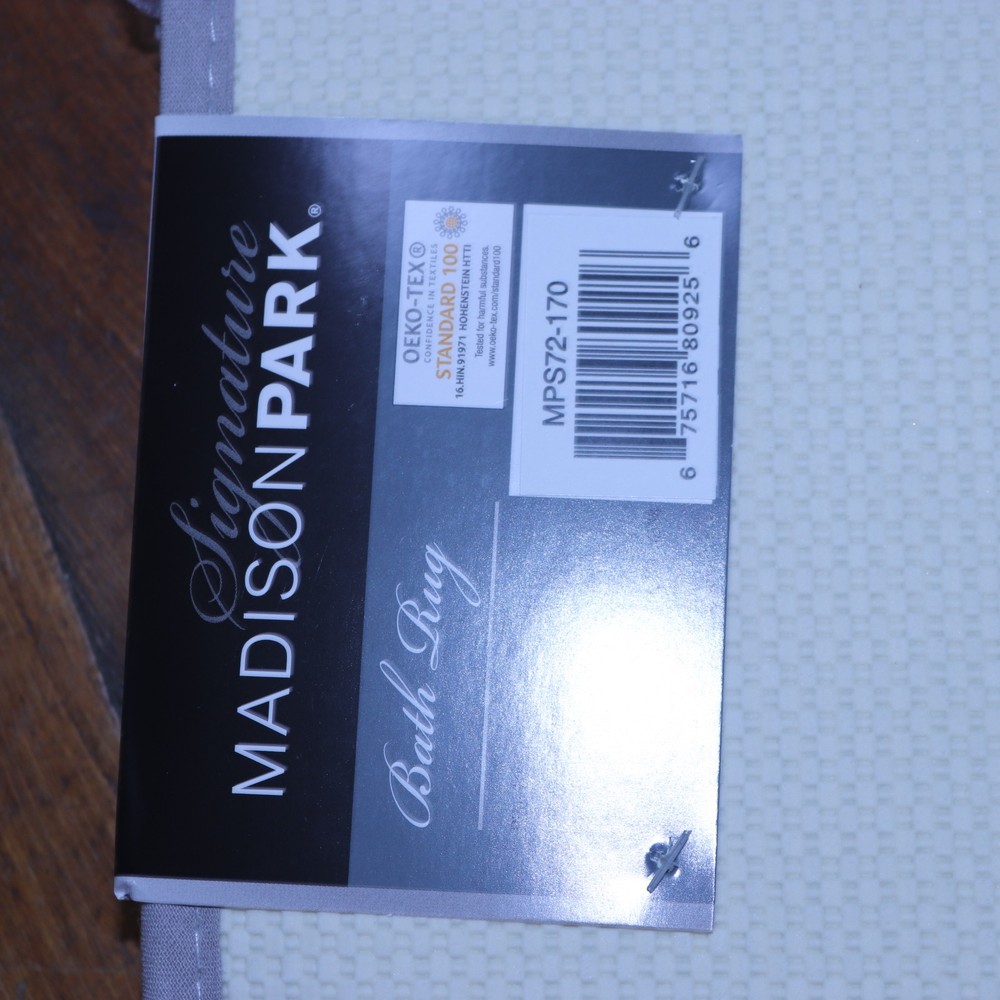 Signature
MADISON PARK®
Bath Rug
OEKO-TEX®
CONFIDENCE IN TEXTILES
STANDARD 100
16.HIN.91971 HOHENSTEIN HTTI
Tested for harmful substances.
www.oeko-tex.com/standard100
MPS72-170
6 75716 80925 6